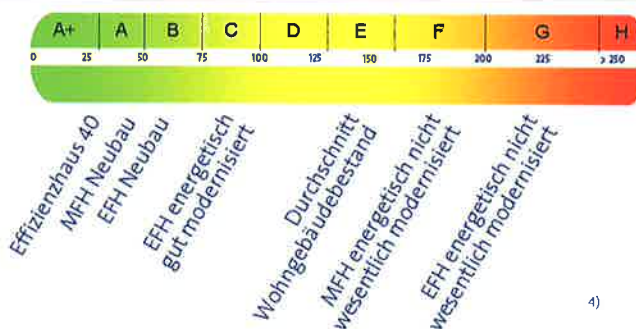 A+ A B C D E F G H
0 25 50 75 100 125 150 175 200 225 > 250
Effizienzhaus 40
MFH Neubau
EFH Neubau
EFH energetisch
gut modernisiert
Durchschnitt
Wohngebäudebestand
MFH energetisch nicht
wesentlich modernisiert
EFH energetisch nicht
wesentlich modernisiert
4)